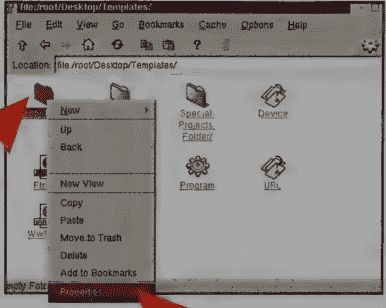 file:/root/Desktop/Templates/
File Edit View Go Bookmarks Cache Options Help
?
Location: file:/root/Desktop/Templates/
New
Up
Back
New View
Copy
Paste
Move to Trash
Delete
Add to Bookmarks
Special
Projects
Folder/
Device
Program
URL